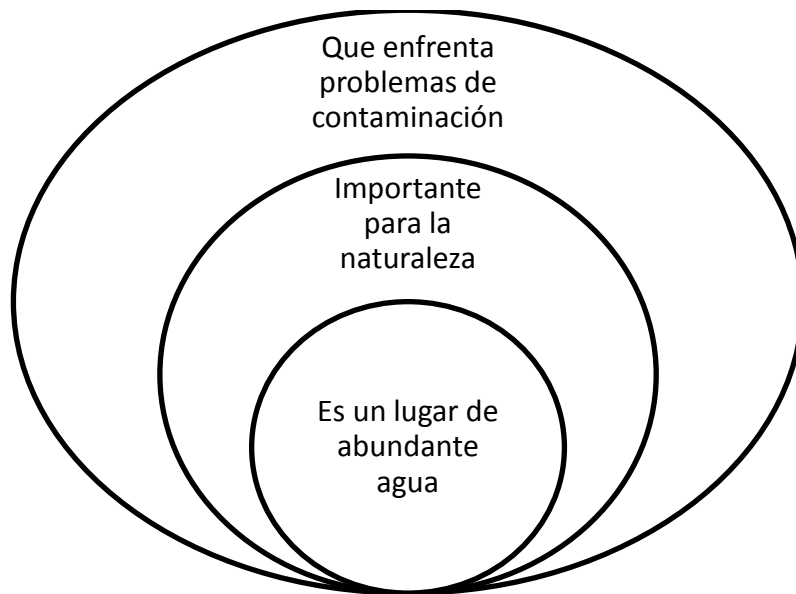 Que enfrenta
problemas de
contaminación
Importante
para la
naturaleza
Es un lugar de
abundante
agua